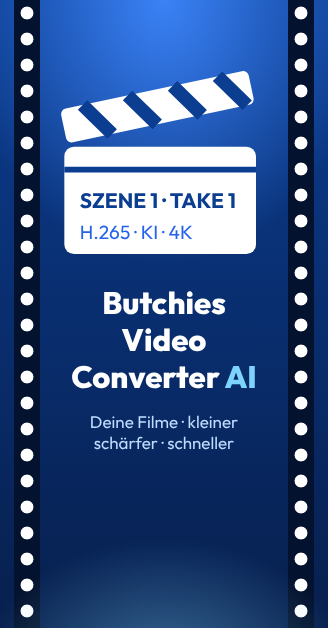 SZENE 1 · TAKE 1
H.265 · KI · 4K
Butchies
Video
Converter AI
Deine Filme · kleiner
schärfer · schneller